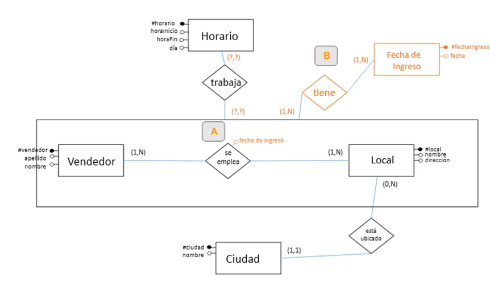 #horario
horaInicio
horaFin
día
Horario
(?,?)
trabaja
(?,?)
B
tiene
(1,N)
(1,N)
Fecha de
Ingreso
#fechaIngreso
fecha
A
fecha de ingreso
#vendedor
apellido
nombre
Vendedor
(1,N)
se
emplea
(1,N)
Local
#local
nombre
direccion
(0,N)
está
ubicado
#ciudad
nombre
Ciudad
(1,1)